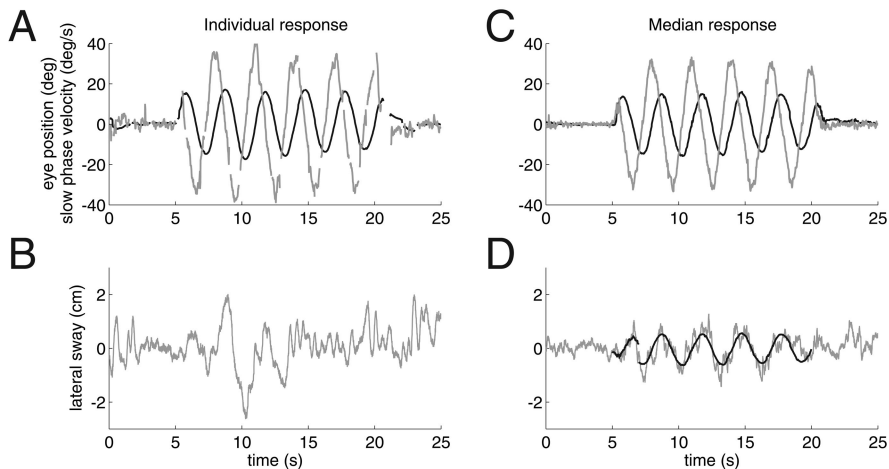 A
Individual response
C
Median response
eye position (deg)
slow phase velocity (deg/s)
40
20
0
-20
-40
0 5 10 15 20 25
40
20
0
-20
-40
0 5 10 15 20 25
B
D
lateral sway (cm)
2
0
-2
0 5 10 15 20 25
time (s)
2
0
-2
0 5 10 15 20 25
time (s)